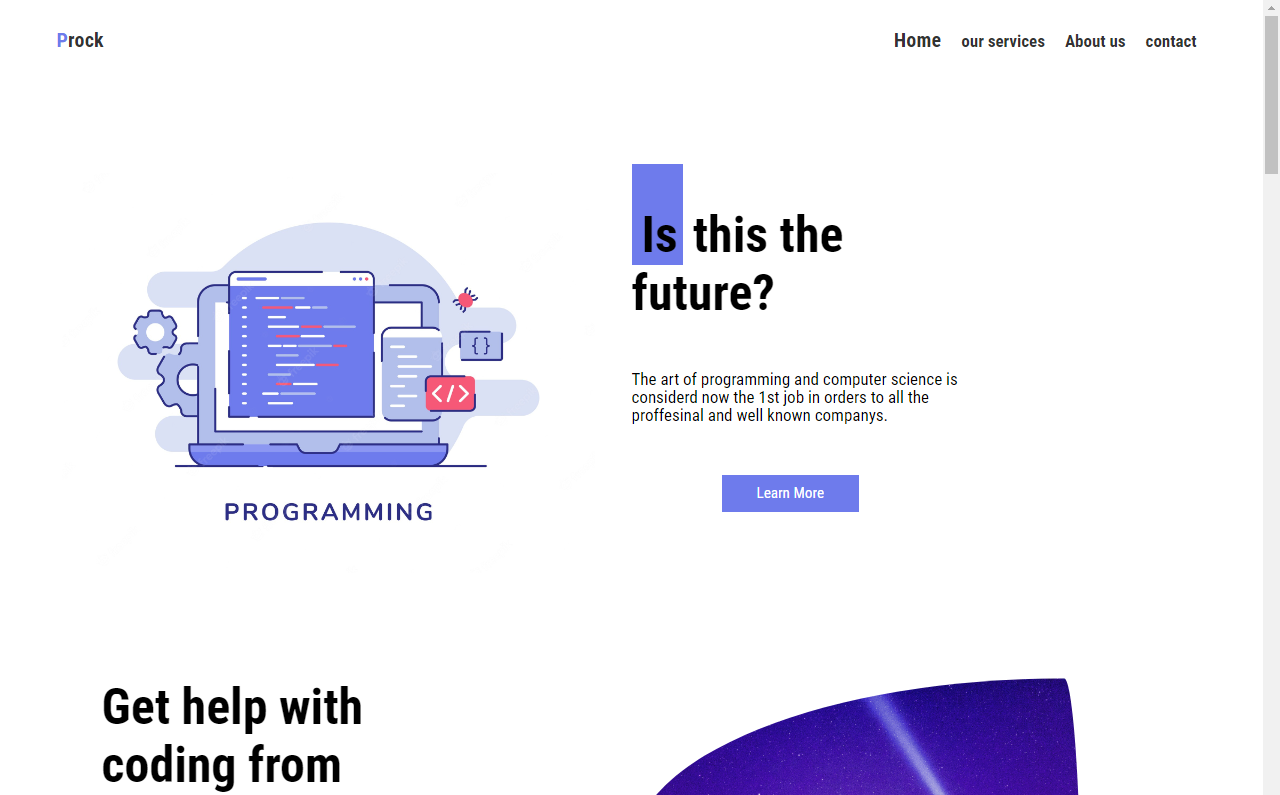 Prock
Home our services About us contact
Is this the
future?
The art of programming and computer science is
considerd now the 1st job in orders to all the
proffesinal and well known companys.
Learn More
{ }
</>
PROGRAMMING
Get help with
coding from